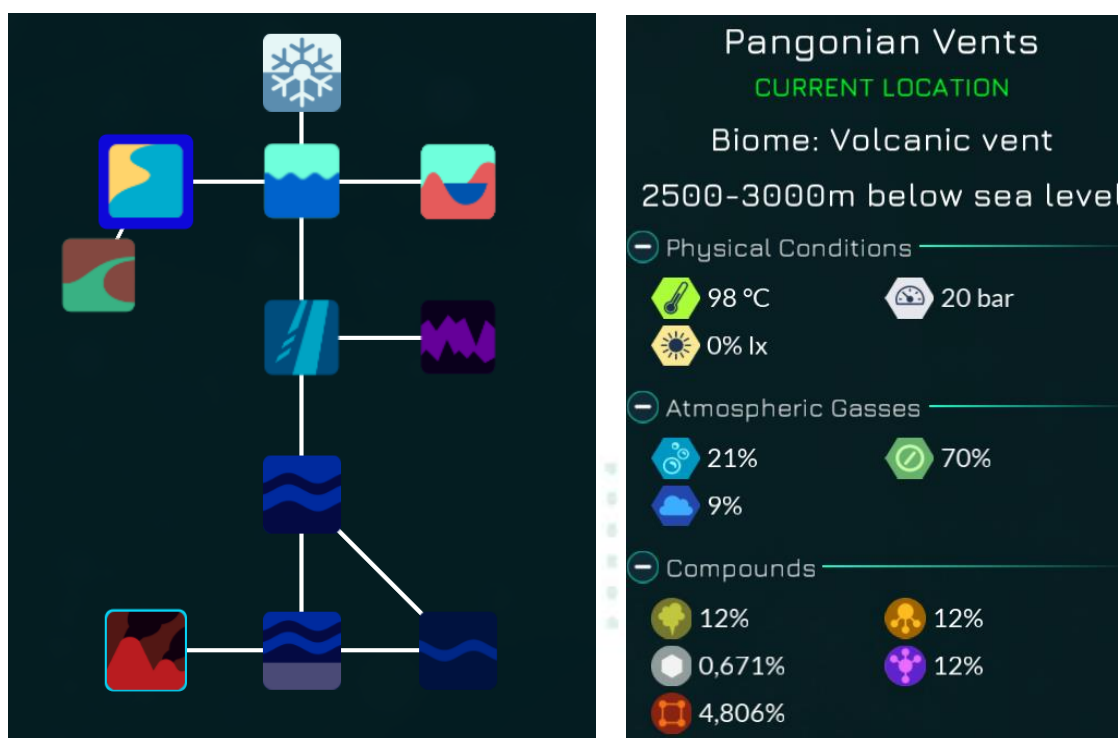 Pangonian Vents
CURRENT LOCATION
Biome: Volcanic vent
2500-3000m below sea level
Physical Conditions
98 °C
20 bar
0% lx
Atmospheric Gasses
21%
70%
9%
Compounds
12%
12%
0,671%
12%
4,806%